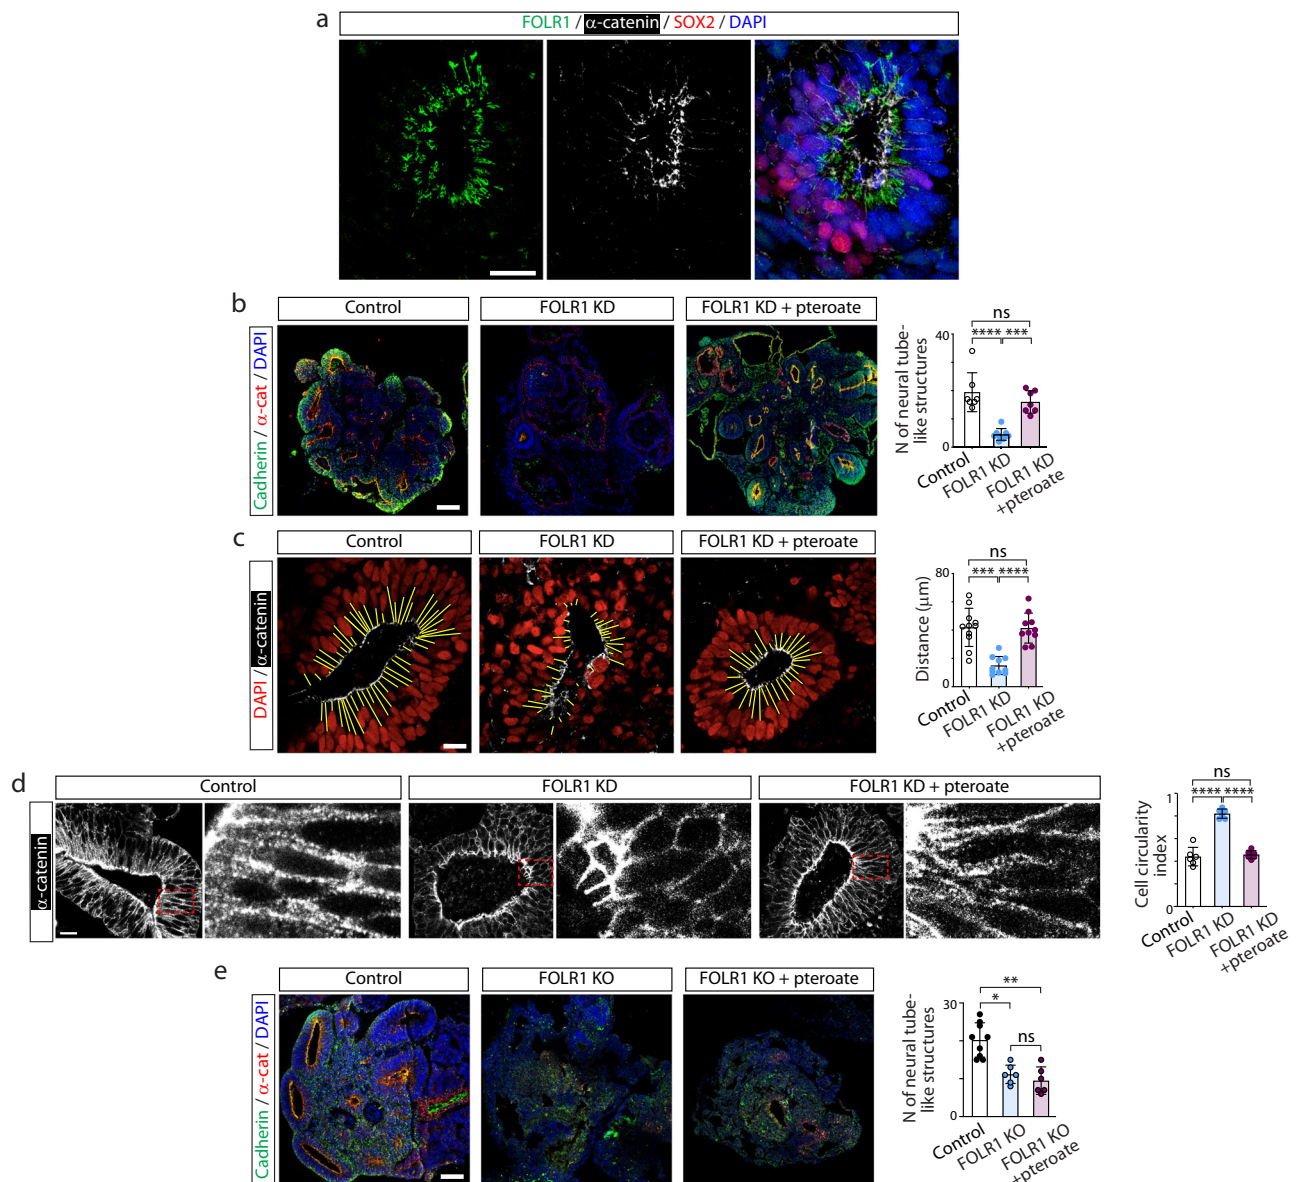 a
FOLR1 / α-catenin / SOX2 / DAPI
b
Control
FOLR1 KD
FOLR1 KD + pteroate
Cadherin / α-cat / DAPI
N of neural tube-
like structures
40
20
0
ns
**** ***
Control
FOLR1 KD
FOLR1 KD
+pteroate
c
Control
FOLR1 KD
FOLR1 KD + pteroate
DAPI / α-catenin
Distance (μm)
80
40
0
ns
*** ****
Control
FOLR1 KD
FOLR1 KD
+pteroate
d
Control
FOLR1 KD
FOLR1 KD + pteroate
α-catenin
Cell circularity
index
1
0
ns
**** ****
Control
FOLR1 KD
FOLR1 KD
+pteroate
e
Control
FOLR1 KO
FOLR1 KO + pteroate
Cadherin / α-cat / DAPI
N of neural tube-
like structures
30
0
**
*
ns
Control
FOLR1 KO
FOLR1 KO
+pteroate